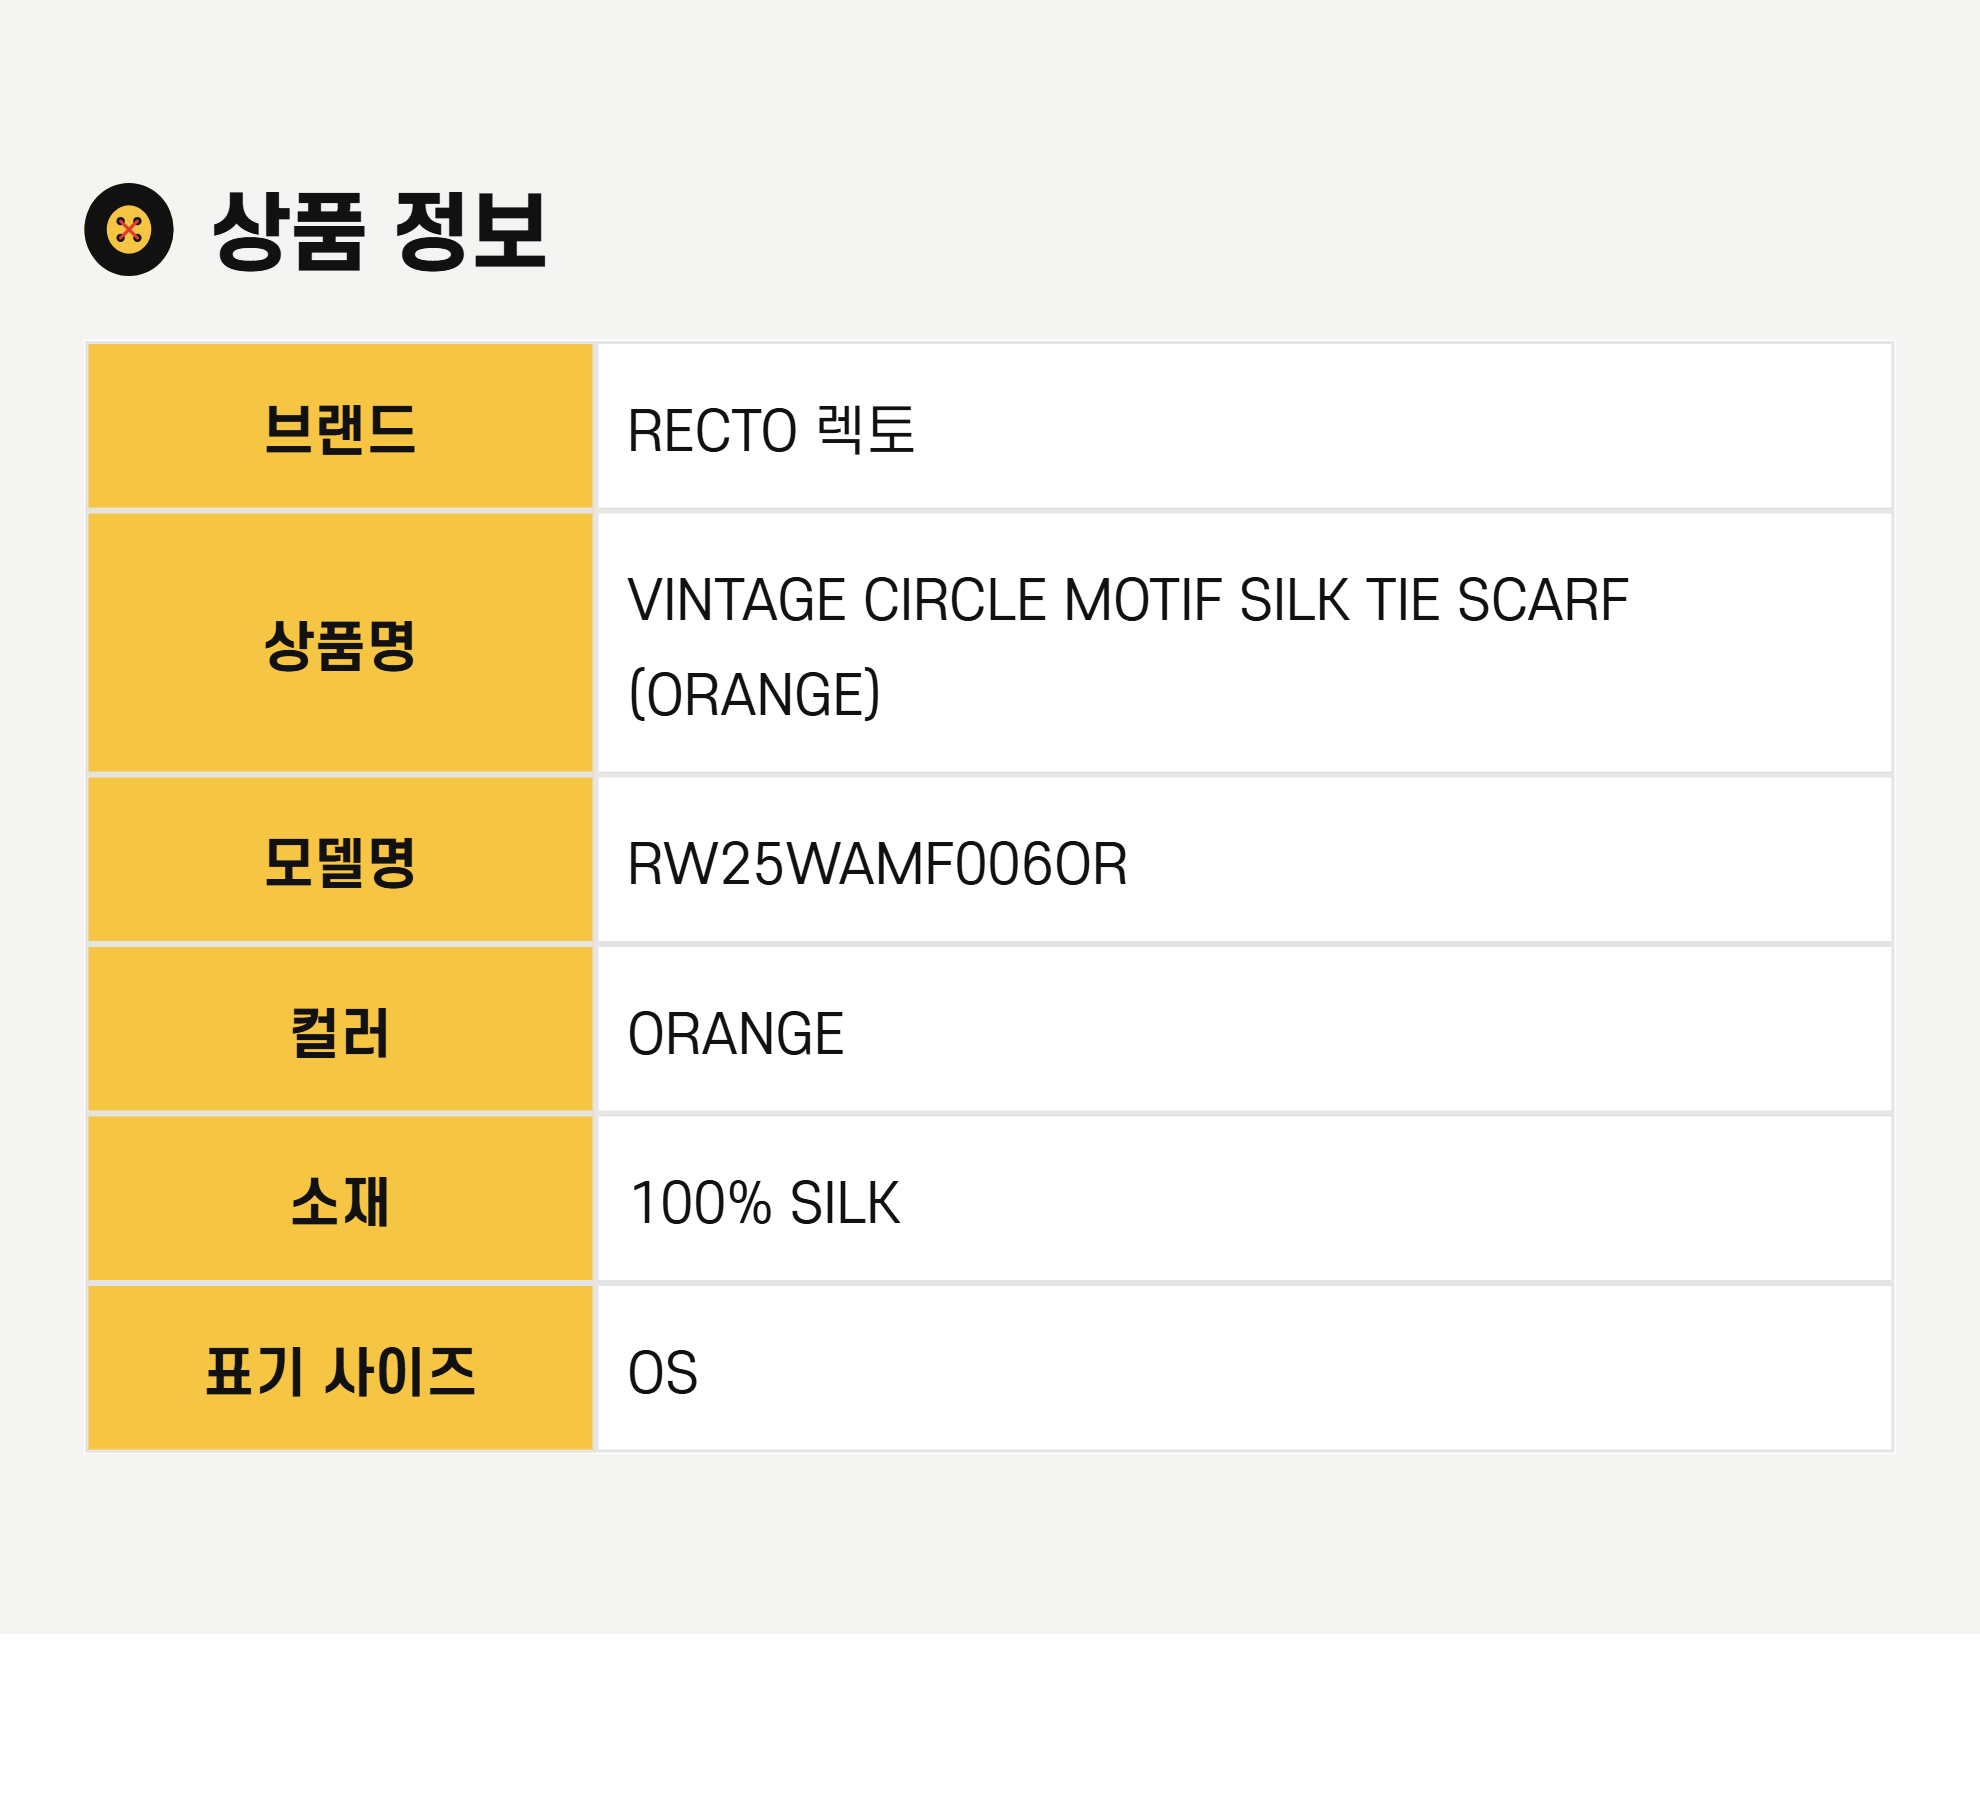 상품 정보
브랜드
RECTO 렉토
상품명
VINTAGE CIRCLE MOTIF SILK TIE SCARF
(ORANGE)
모델명
RW25WAMF006OR
컬러
ORANGE
소재
100% SILK
표기 사이즈
OS